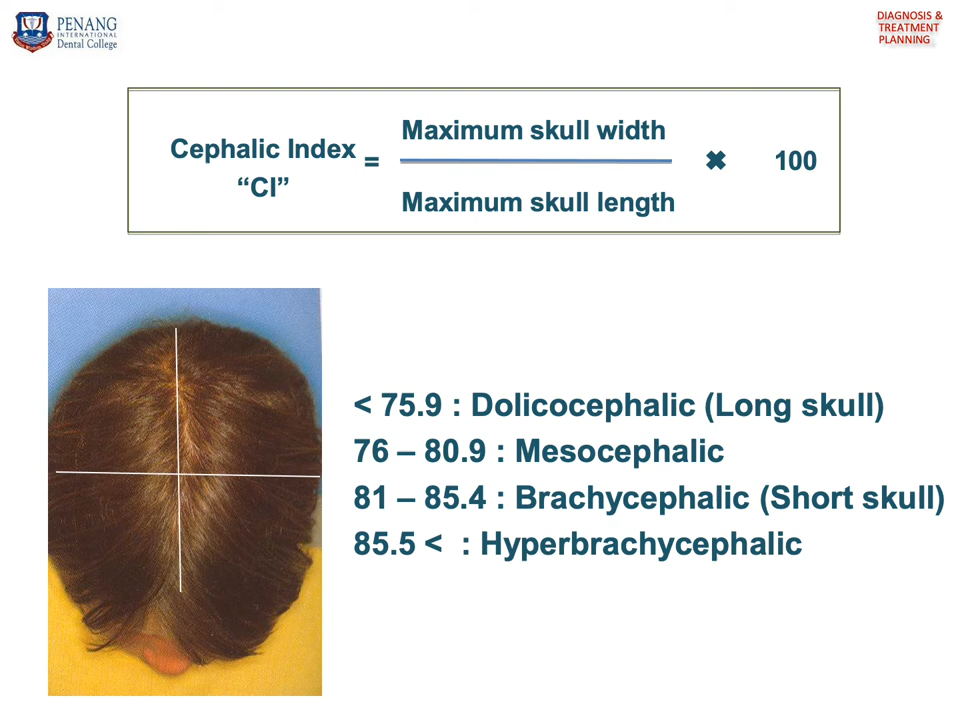 PENANG
INTERNATIONAL
Dental College
DIAGNOSIS &
TREATMENT
PLANNING
Maximum skull width
Cephalic Index = ✖ 100
“CI”
Maximum skull length
< 75.9 : Dolicocephalic (Long skull)
76 – 80.9 : Mesocephalic
81 – 85.4 : Brachycephalic (Short skull)
85.5 < : Hyperbrachycephalic